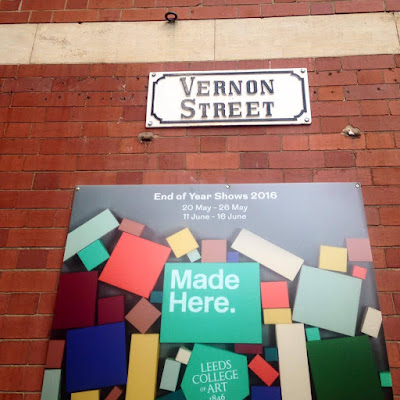 VERNON
STREET
End of Year Shows 2016
20 May - 26 May
11 June - 16 June
Made
Here.
LEEDS
COLLEGE
OF ART
1846